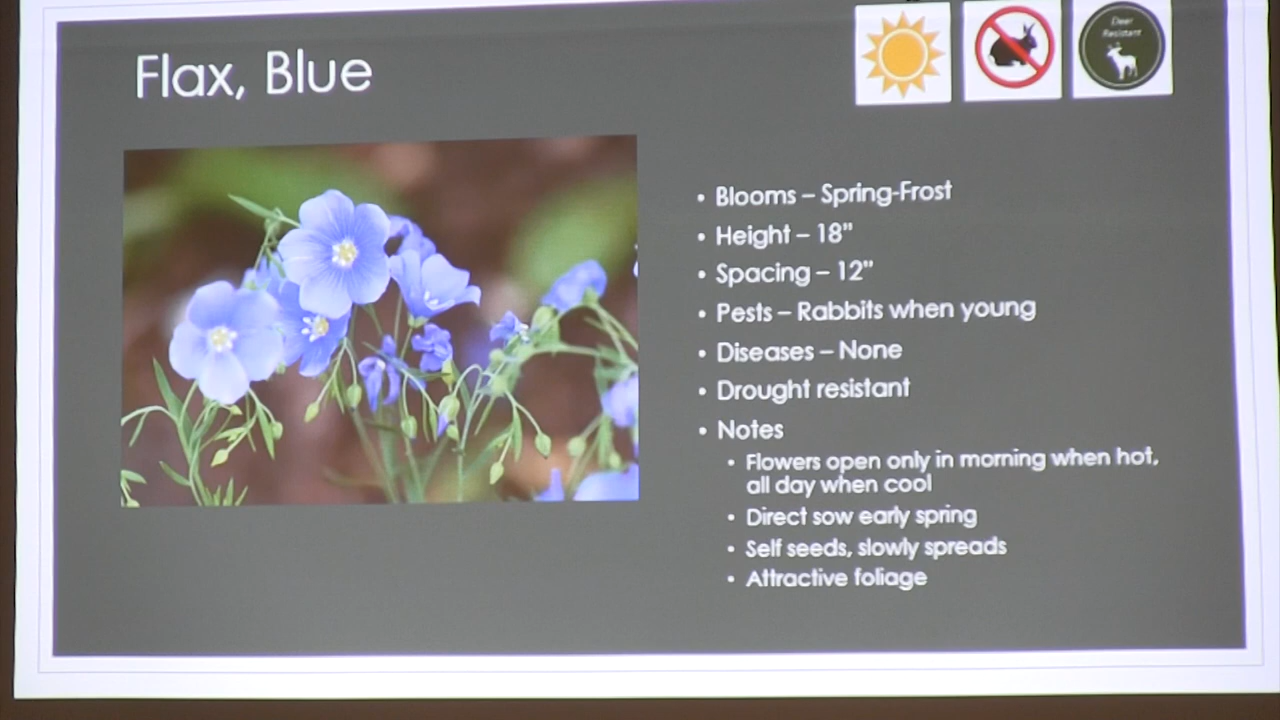 Flax, Blue
Deer
Resistant
• Blooms – Spring-Frost
• Height – 18"
• Spacing – 12"
• Pests – Rabbits when young
• Diseases – None
• Drought resistant
• Notes
• Flowers open only in morning when hot,
all day when cool
• Direct sow early spring
• Self seeds, slowly spreads
• Attractive foliage